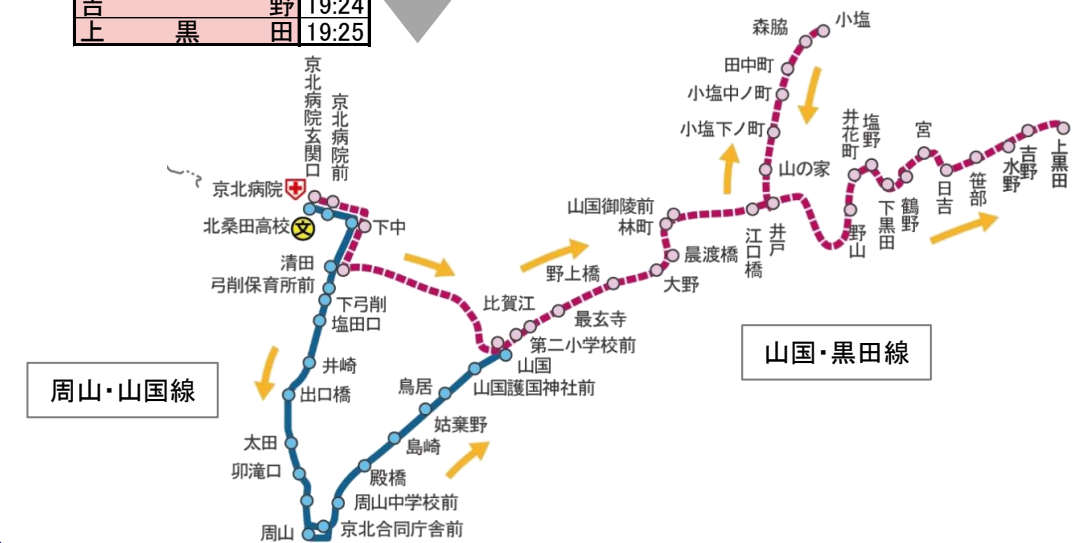 吉野 19:24
上黒田 19:25
京北病院玄関口
京北病院前
京北病院
北桑田高校
文
下中
清田
弓削保育所前
下弓削
塩田口
井崎
出口橋
太田
卯滝口
周山
京北合同庁舎前
周山中学校前
殿橋
島崎
姑棄野
鳥居
山国護国神社前
山国
第二小学校前
比賀江
最玄寺
野上橋
大野
晨渡橋
林町
山国御陵前
江口橋
井戸
山の家
小塩下ノ町
小塩中ノ町
田中町
森脇
小塩
野山
井花町
塩野
下黒田
鶴野
宮
日吉
笹部
水野
吉野
上黒田
周山・山国線
山国・黒田線